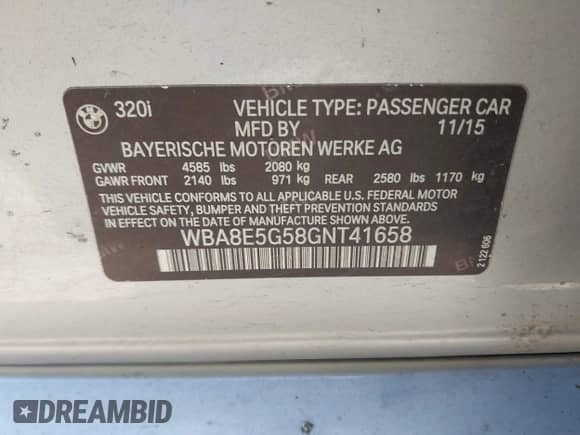 320i VEHICLE TYPE: PASSENGER CAR
MFD BY 11/15
BAYERISCHE MOTOREN WERKE AG
GVWR 4585 lbs 2080 kg
GAWR FRONT 2140 lbs 971 kg REAR 2580 lbs 1170 kg
THIS VEHICLE CONFORMS TO ALL APPLICABLE U.S. FEDERAL MOTOR
VEHICLE SAFETY, BUMPER AND THEFT PREVENTION STANDARDS IN
EFFECT ON THE DATE OF MANUFACTURE SHOWN ABOVE.
WBA8E5G58GNT41658
2 122 606
DREAMBID